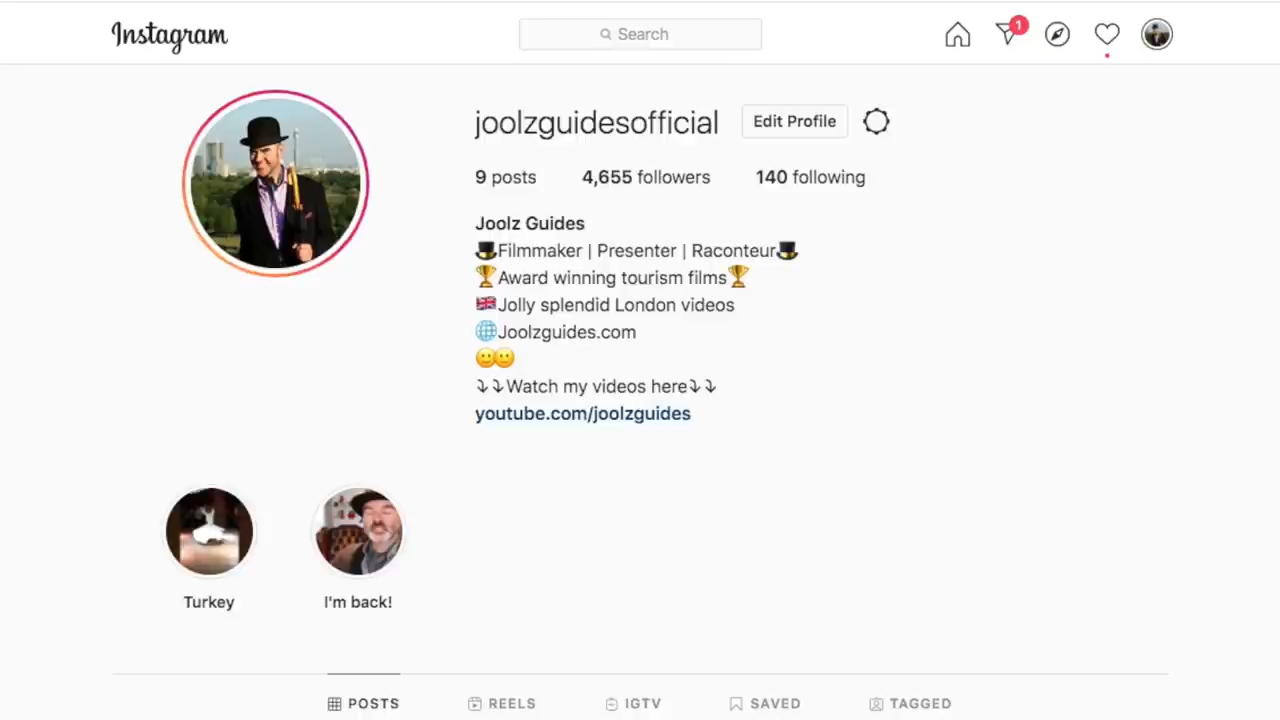 Instagram
Search
1
joolzguidesofficial Edit Profile
9 posts 4,655 followers 140 following
Joolz Guides
🎩Filmmaker | Presenter | Raconteur🎩
🏆Award winning tourism films🏆
🇬🇧Jolly splendid London videos
🌐Joolzguides.com
🙂🙂
⤵⤵Watch my videos here⤵⤵
youtube.com/joolzguides
Turkey I'm back!
POSTS REELS IGTV SAVED TAGGED